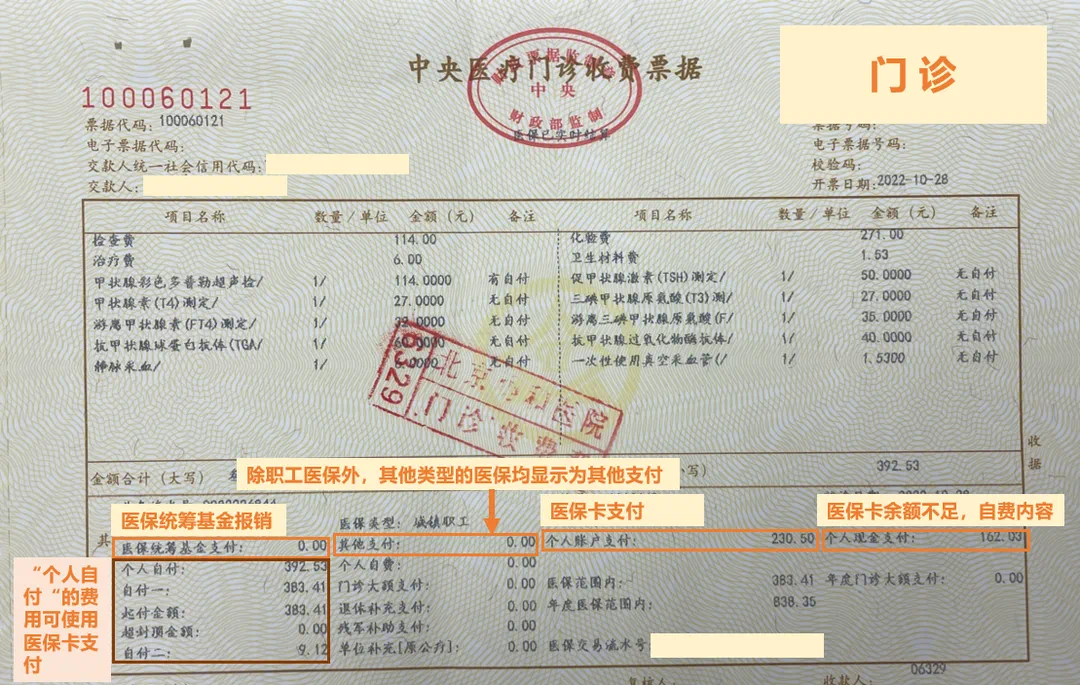 中央医疗门诊收费票据
门诊
财政部监制
中央
医保已实时结算
100060121
票据代码: 100060121
电子票据代码:
交款人统一社会信用代码:
交款人:
票据号码:
电子票据号码:
校验码:
开票日期: 2022-10-28
项目名称 数量/单位 金额(元) 备注 项目名称 数量/单位 金额(元) 备注
检查费 114.00 化验费 271.00
治疗费 6.00 卫生材料费 1.53
甲状腺彩色多普勒超声检/ 1/ 114.0000 有自付 促甲状腺激素(TSH)测定/ 1/ 50.0000 无自付
甲状腺素(T4)测定/ 1/ 27.0000 无自付 三碘甲状腺原氨酸(T3)测/ 1/ 27.0000 无自付
游离甲状腺素(FT4)测定/ 1/ 32.0000 无自付 游离三碘甲状腺原氨酸(F/ 1/ 35.0000 无自付
抗甲状腺球蛋白抗体(TGA/ 1/ 60.0000 无自付 抗甲状腺过氧化物酶抗体/ 1/ 40.0000 无自付
静脉采血/ 1/ 6.0000 无自付 一次性使用真空采血管(/ 1/ 1.5300 无自付
06329
北京 医院
门诊收费
收据
金额合计(大写) 写) 392.53
除职工医保外，其他类型的医保均显示为其他支付
医保统筹基金报销
医保卡支付
医保卡余额不足，自费内容
医保类型: 城镇职工
其
医保统筹基金支付: 0.00 其他支付: 0.00 个人账户支付: 230.50 个人现金支付: 162.03
个人自付: 392.53 个人自费: 0.00
自付一: 383.41 门诊大额支付: 0.00 医保范围内: 383.41 年度门诊大额支付: 0.00
起付金额: 383.41 退休补充支付: 0.00 年度医保范围内: 838.35
超封顶金额: 0.00 残军补助支付: 0.00
自付二: 9.12 单位补充[原公疗]: 0.00 医保交易流水号
“个人自付“的费用可使用医保卡支付
06329
复核人:
收款人: